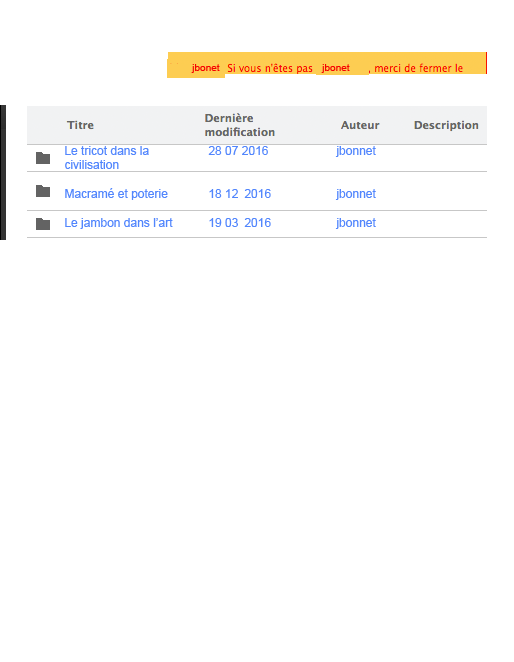 jbonet Si vous n'êtes pas jbonet , merci de fermer le
Titre Dernière modification Auteur Description
Le tricot dans la civilisation 28 07 2016 jbonnet
Macramé et poterie 18 12 2016 jbonnet
Le jambon dans l'art 19 03 2016 jbonnet